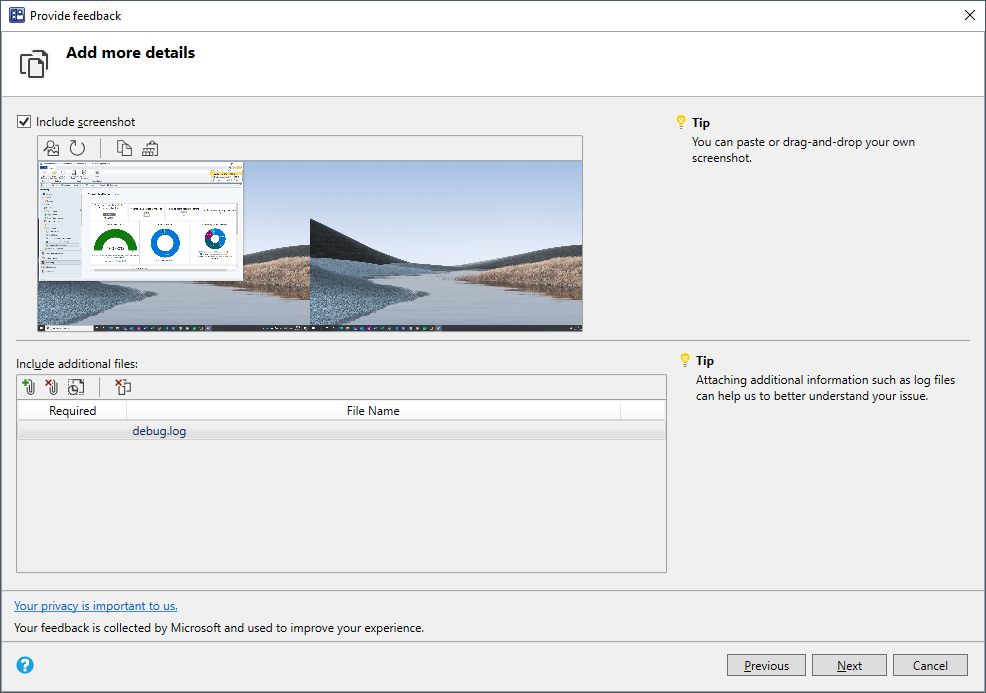 Provide feedback
Add more details
Include screenshot
Tip
You can paste or drag-and-drop your own
screenshot.
Include additional files:
Tip
Attaching additional information such as log files
can help us to better understand your issue.
Required File Name
debug.log
Your privacy is important to us.
Your feedback is collected by Microsoft and used to improve your experience.
Previous Next Cancel